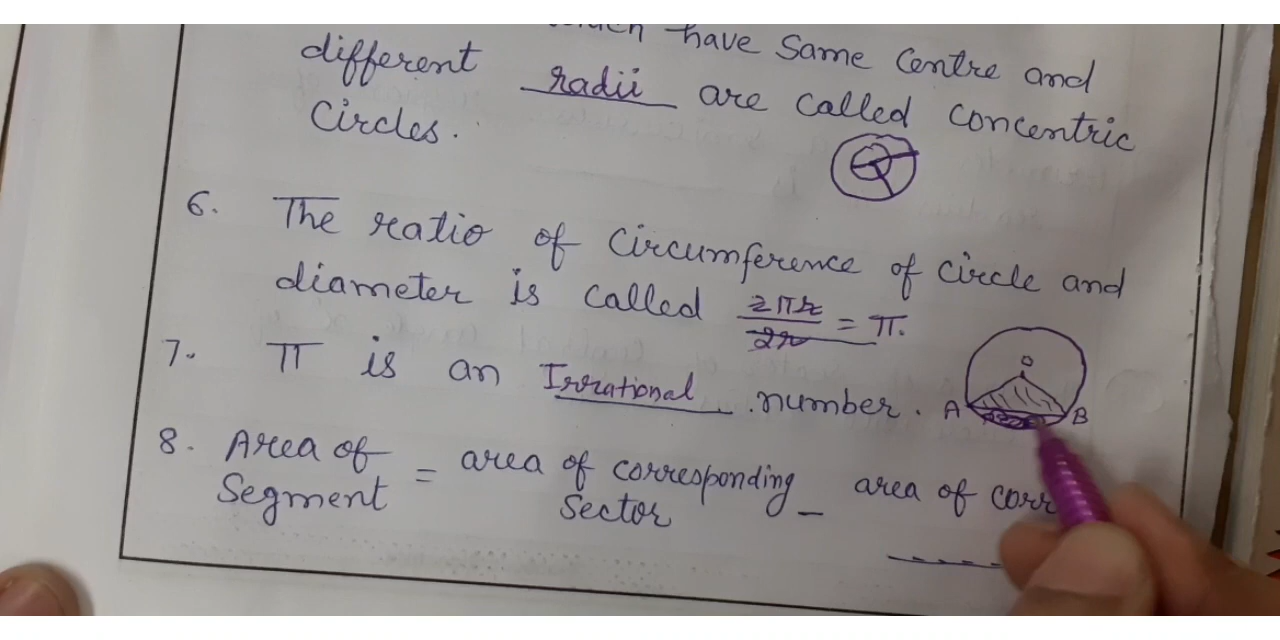 have Same Centre and
different radii are called concentric
Circles.
6. The ratio of Circumference of circle and
diameter is called 2πr/2r = π.
7. π is an Irrational number.
O
A B
8. Area of Segment = area of corresponding Sector - area of corr